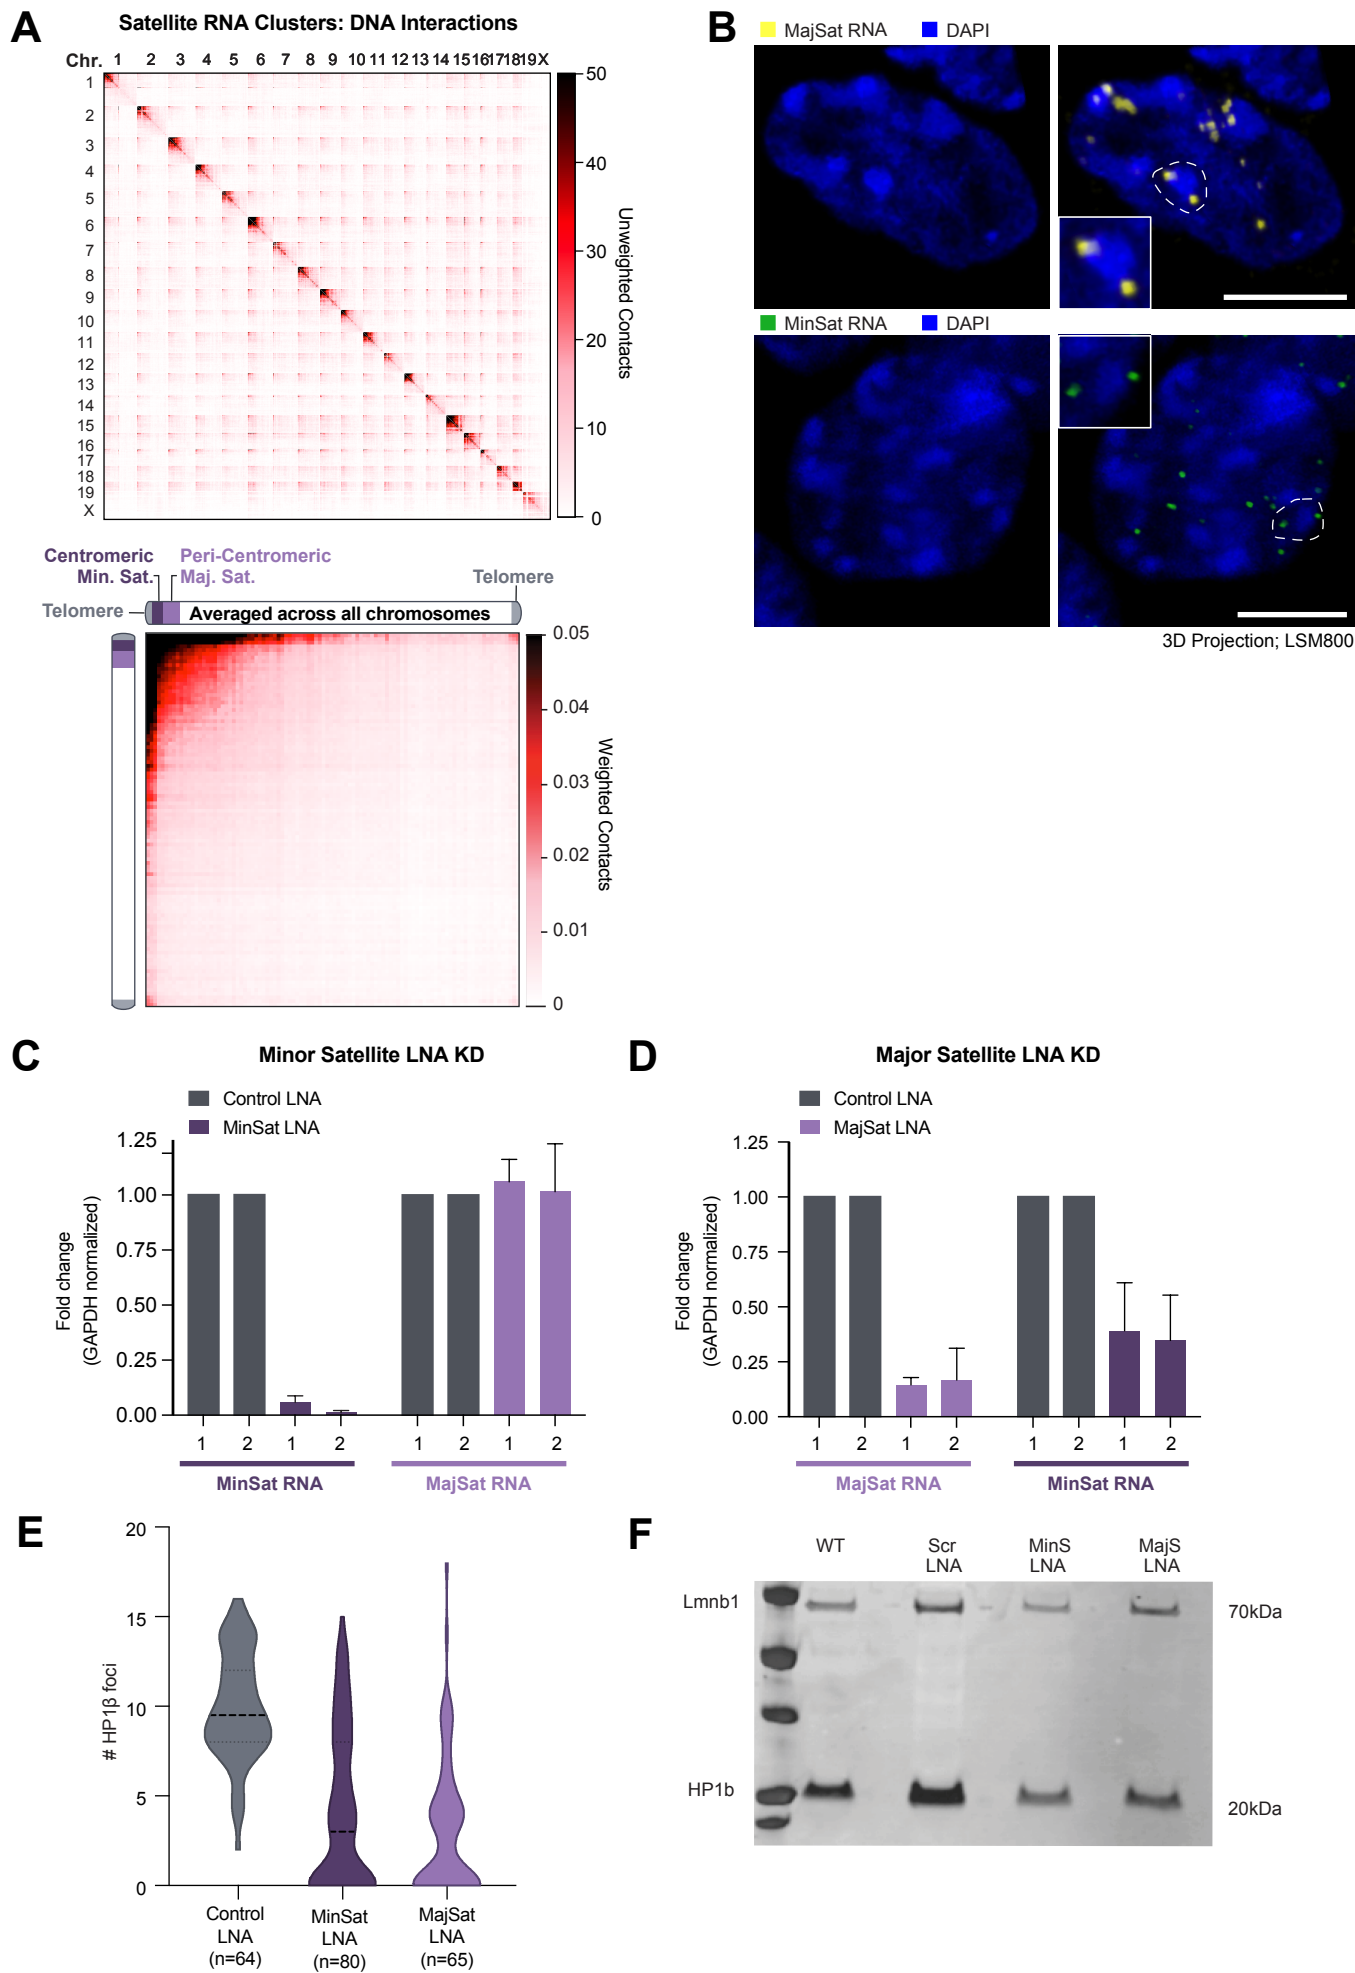 A
Satellite RNA Clusters: DNA Interactions
Chr. 1 2 3 4 5 6 7 8 9 10 11 12 13 14 15 16 17 18 19 X
1
2
3
4
5
6
7
8
9
10
11
12
13
14
15
16
17
18
19
X
50
40
30
20
10
0
Unweighted Contacts
Centromeric
Min. Sat.
Peri-Centromeric
Maj. Sat.
Telomere
Telomere
Averaged across all chromosomes
0.05
0.04
0.03
0.02
0.01
0
Weighted Contacts
B
MajSat RNA DAPI
MinSat RNA DAPI
3D Projection; LSM800
C
Minor Satellite LNA KD
Control LNA
MinSat LNA
Fold change
(GAPDH normalized)
1.25
1.00
0.75
0.50
0.25
0.00
1 2 1 2 1 2 1 2
MinSat RNA MajSat RNA
D
Major Satellite LNA KD
Control LNA
MajSat LNA
Fold change
(GAPDH normalized)
1.25
1.00
0.75
0.50
0.25
0.00
1 2 1 2 1 2 1 2
MajSat RNA MinSat RNA
E
# HP1β foci
20
15
10
5
0
Control
LNA
(n=64)
MinSat
LNA
(n=80)
MajSat
LNA
(n=65)
F
WT
Scr
LNA
MinS
LNA
MajS
LNA
Lmnb1
70kDa
HP1b
20kDa